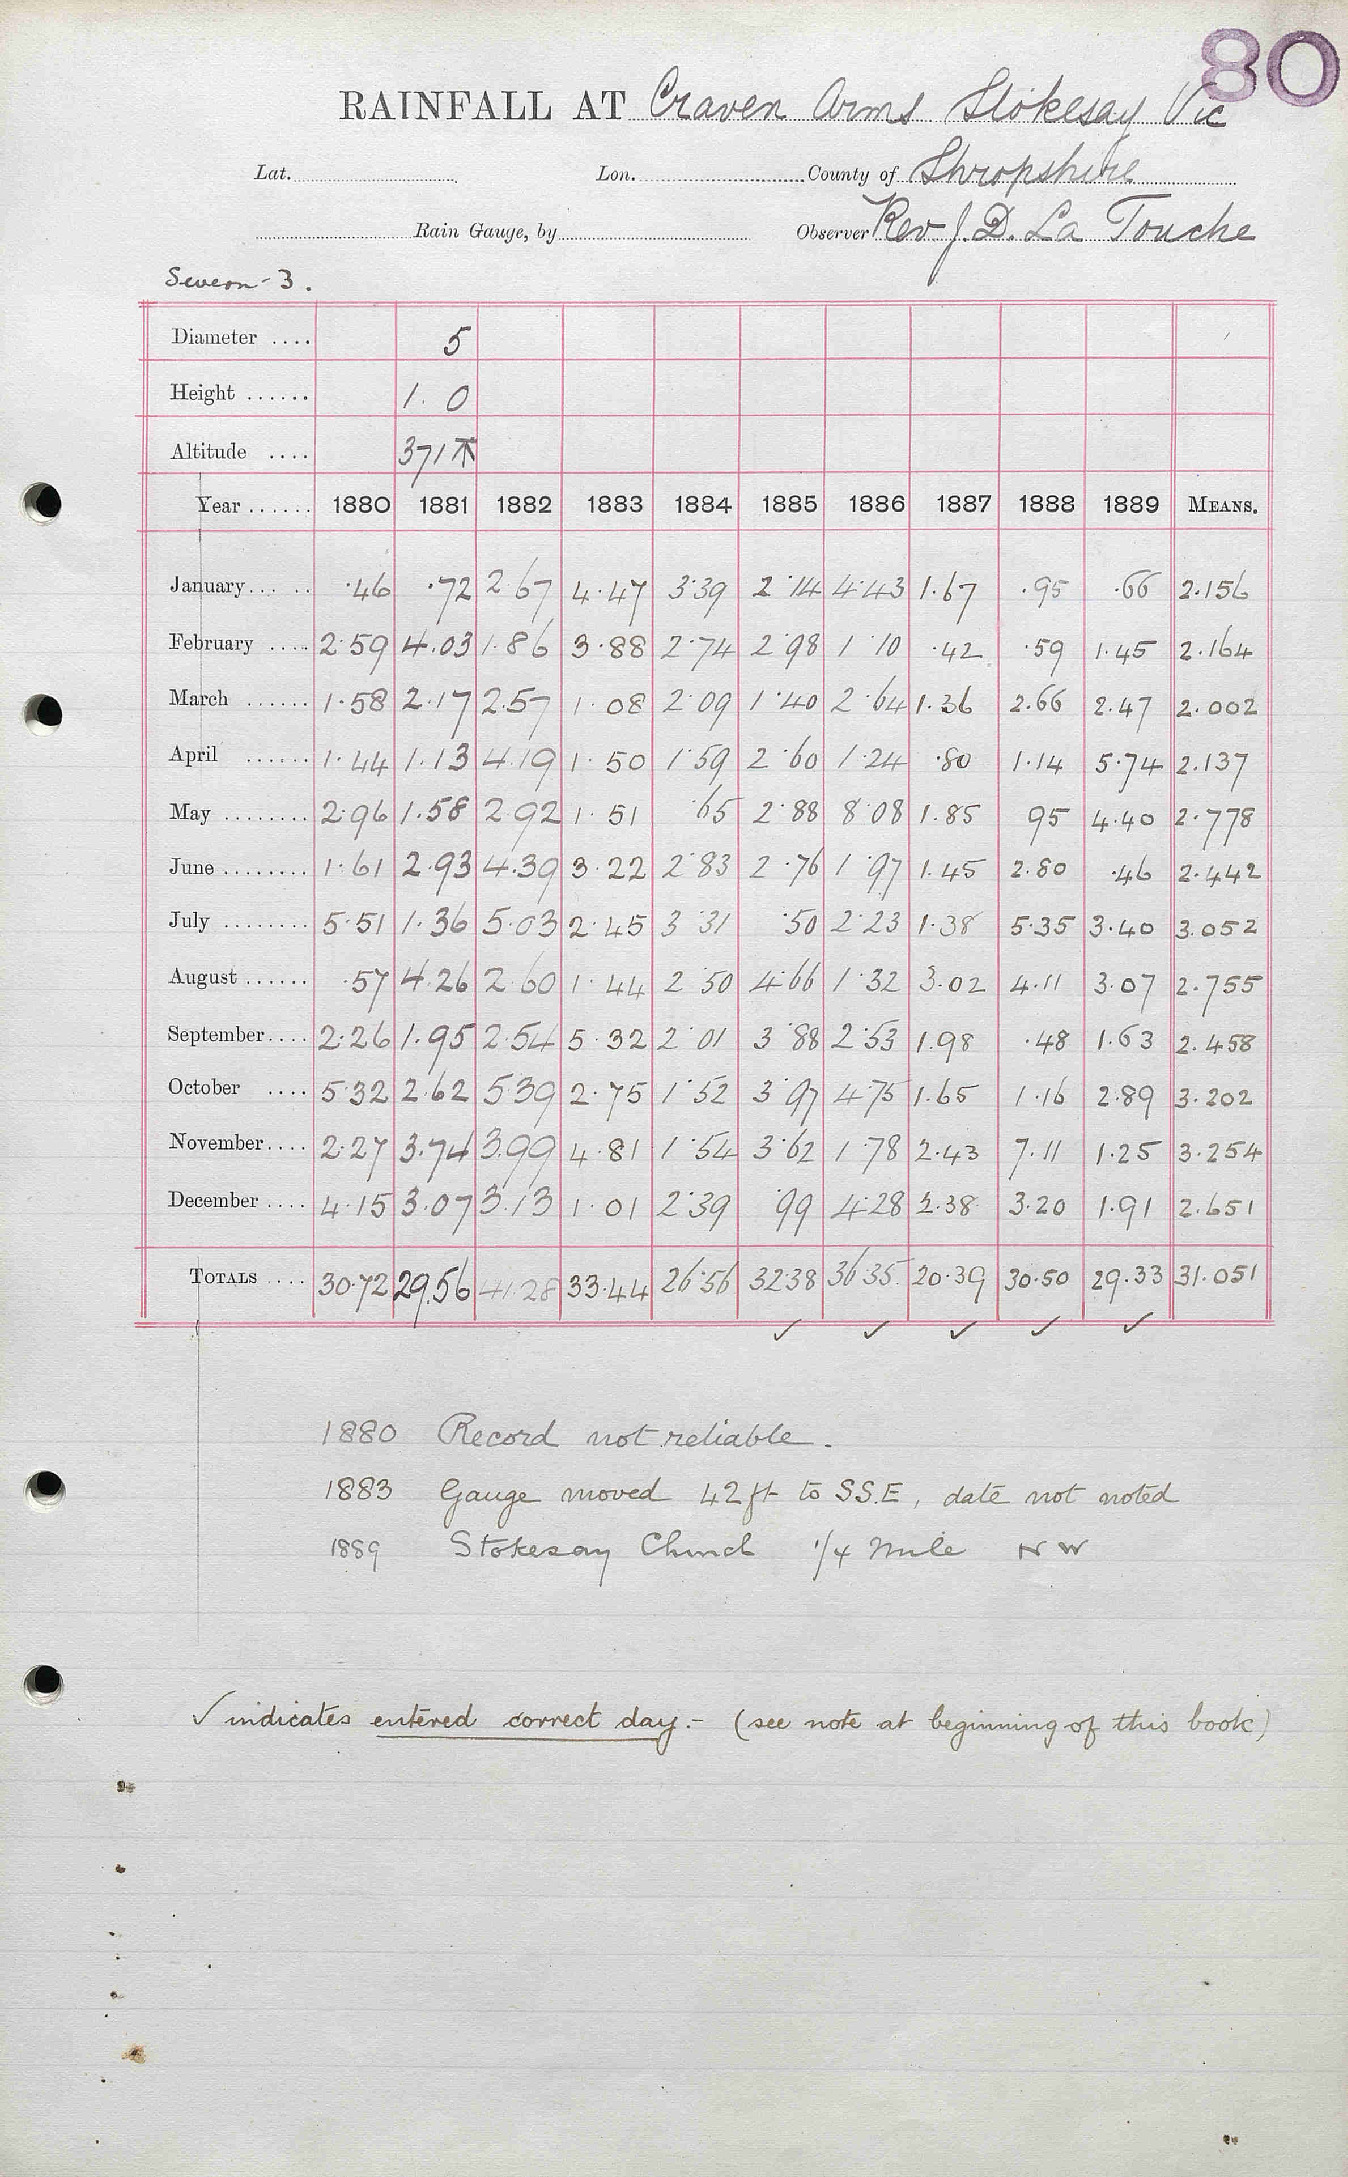 80
RAINFALL AT Craven Arms Stokesay Vic
Lat. Lon. County of Shropshire
Rain Gauge, by Observer Rev J. D. La Touche
Severn-3.
Diameter .... 5
Height ...... 1. 0
Altitude .... 371
Year ...... 1880 1881 1882 1883 1884 1885 1886 1887 1888 1889 MEANS.
January ... .. .46 .72 2.67 4.47 3.39 2.14 4.43 1.67 .95 .66 2.156
February .... 2.59 4.03 1.86 3.88 2.74 2.98 1.10 .42 .59 1.45 2.164
March ...... 1.58 2.17 2.57 1.08 2.09 1.40 2.64 1.36 2.66 2.47 2.002
April ...... 1.44 1.13 4.19 1.50 1.59 2.60 1.24 .80 1.14 5.74 2.137
May ........ 2.96 1.58 2.92 1.51 .65 2.88 8.08 1.85 95 4.40 2.778
June ........ 1.61 2.93 4.39 3.22 2.83 2.76 1.97 1.45 2.80 .46 2.442
July ........ 5.51 1.36 5.03 2.45 3.31 .50 2.23 1.38 5.35 3.40 3.052
August ...... .57 4.26 2.60 1.44 2.50 4.66 1.32 3.02 4.11 3.07 2.755
September .... 2.26 1.95 2.54 5.32 2.01 3.88 2.53 1.98 .48 1.63 2.458
October .... 5.32 2.62 5.39 2.75 1.52 3.97 4.75 1.65 1.16 2.89 3.202
November .... 2.27 3.74 3.99 4.81 1.54 3.62 1.78 2.43 7.11 1.25 3.254
December .... 4.15 3.07 3.13 1.01 2.39 .99 4.28 2.38 3.20 1.91 2.651
TOTALS .... 30.72 29.56 41.28 33.44 26.56 32.38 36.35 20.39 30.50 29.33 31.051
✓ ✓ ✓ ✓ ✓
1880 Record not reliable.
1883 Gauge moved 42 ft to SS.E, date not noted
1889 Stokesay Church 1/4 Mile N W
✓ indicates entered correct day.- (see note at beginning of this book)